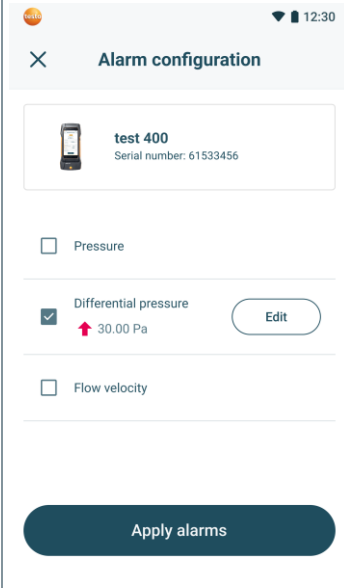 testo
12:30
Alarm configuration
test 400
Serial number: 61533456
Pressure
Differential pressure
30.00 Pa
Edit
Flow velocity
Apply alarms